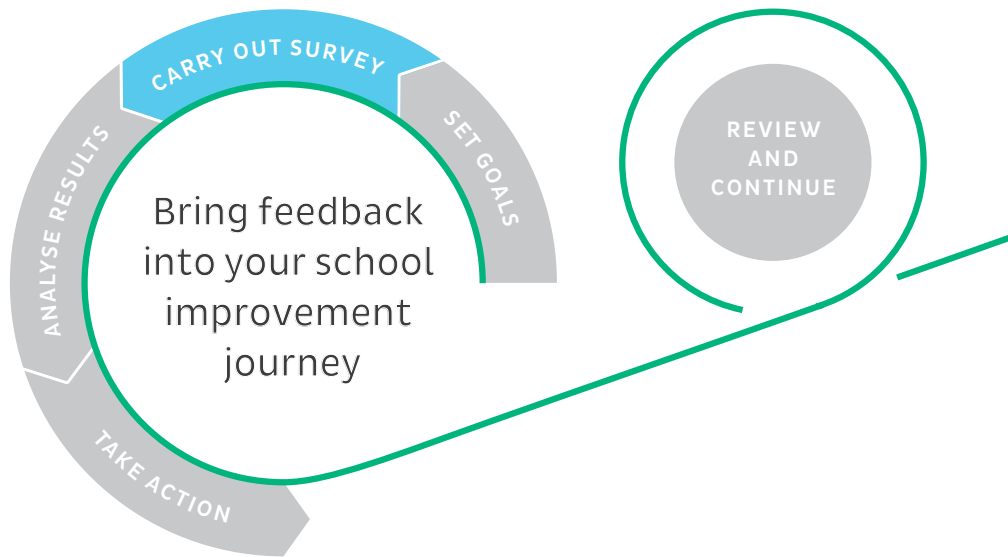 CARRY OUT SURVEY
SET GOALS
ANALYSE RESULTS
TAKE ACTION
Bring feedback
into your school
improvement
journey
REVIEW
AND
CONTINUE